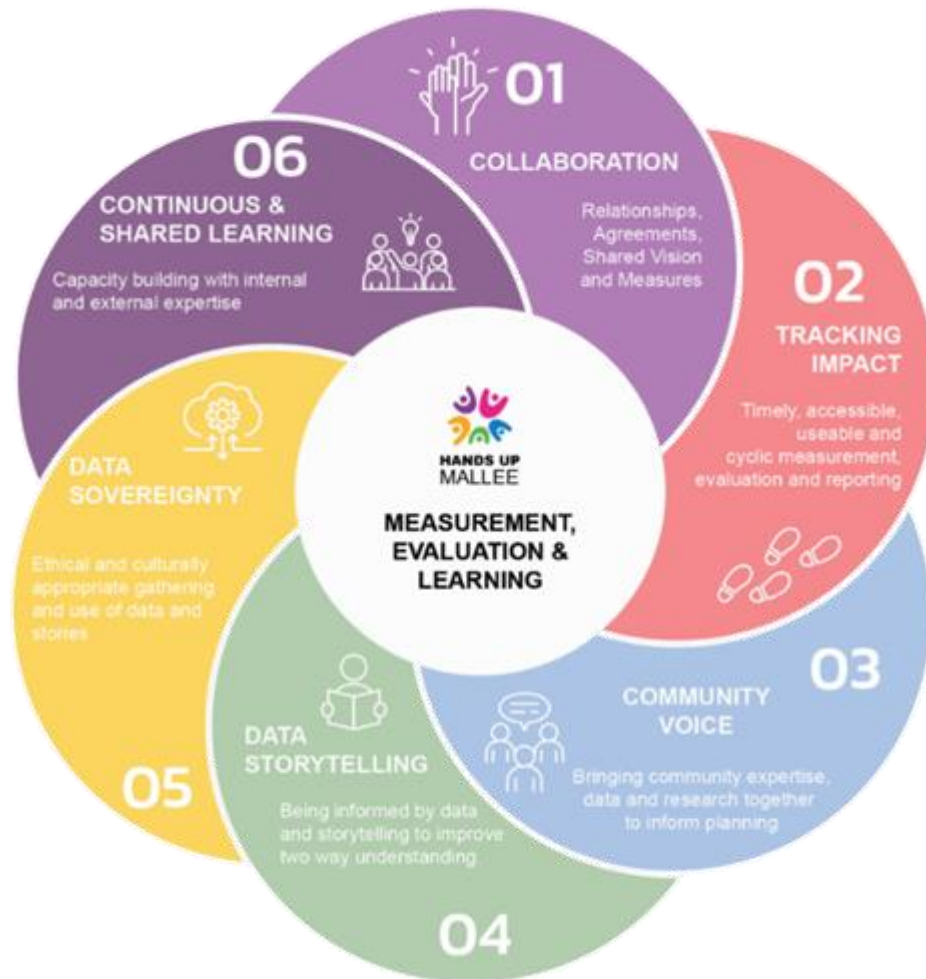 01
COLLABORATION
Relationships,
Agreements,
Shared Vision
and Measures
02
TRACKING
IMPACT
Timely, accessible,
useable and
cyclic measurement,
evaluation and reporting
03
COMMUNITY
VOICE
Bringing community expertise,
data and research together
to inform planning
DATA
STORYTELLING
Being informed by data
and storytelling to improve
two way understanding
04
DATA
SOVEREIGNTY
Ethical and culturally
appropriate gathering
and use of data and
stories
05
06
CONTINUOUS &
SHARED LEARNING
Capacity building with internal
and external expertise
HANDS UP
MALLEE
MEASUREMENT,
EVALUATION &
LEARNING